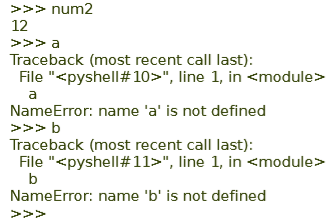 >>> num2
12
>>> a
Traceback (most recent call last):
  File "<pyshell#10>", line 1, in <module>
    a
NameError: name 'a' is not defined
>>> b
Traceback (most recent call last):
  File "<pyshell#11>", line 1, in <module>
    b
NameError: name 'b' is not defined
>>>